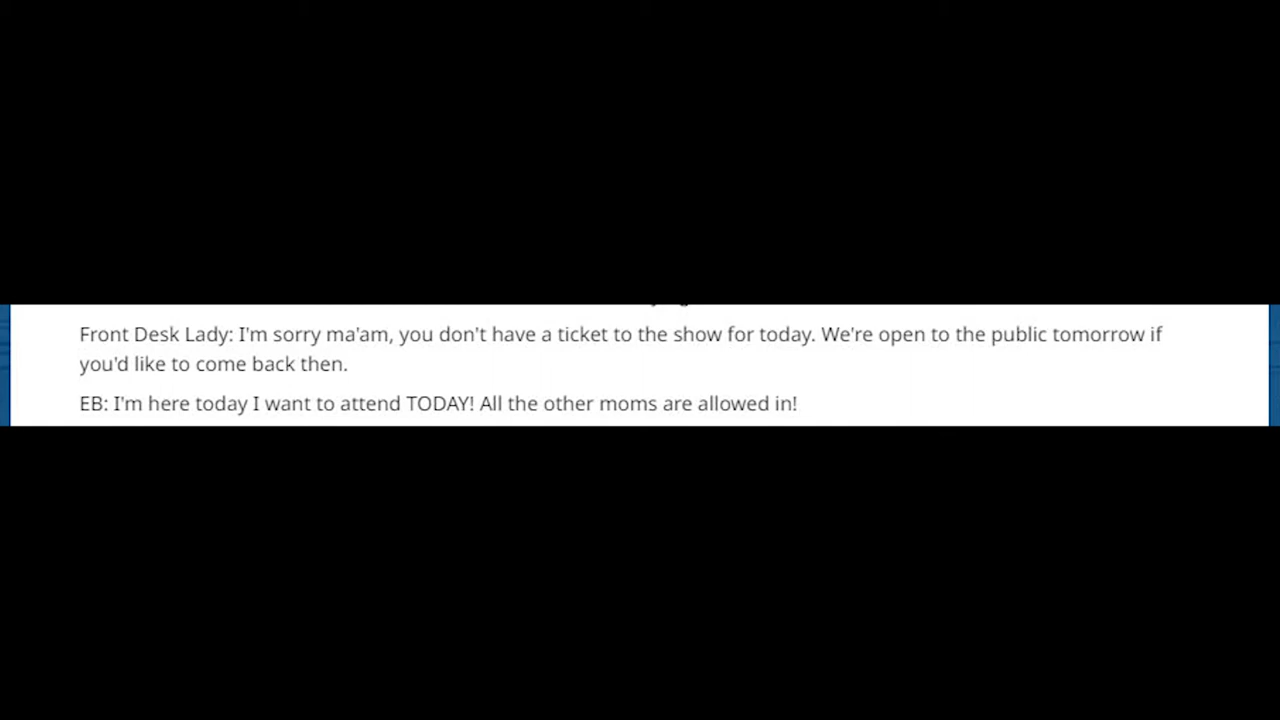 Front Desk Lady: I'm sorry ma'am, you don't have a ticket to the show for today. We're open to the public tomorrow if
you'd like to come back then.
EB: I'm here today I want to attend TODAY! All the other moms are allowed in!